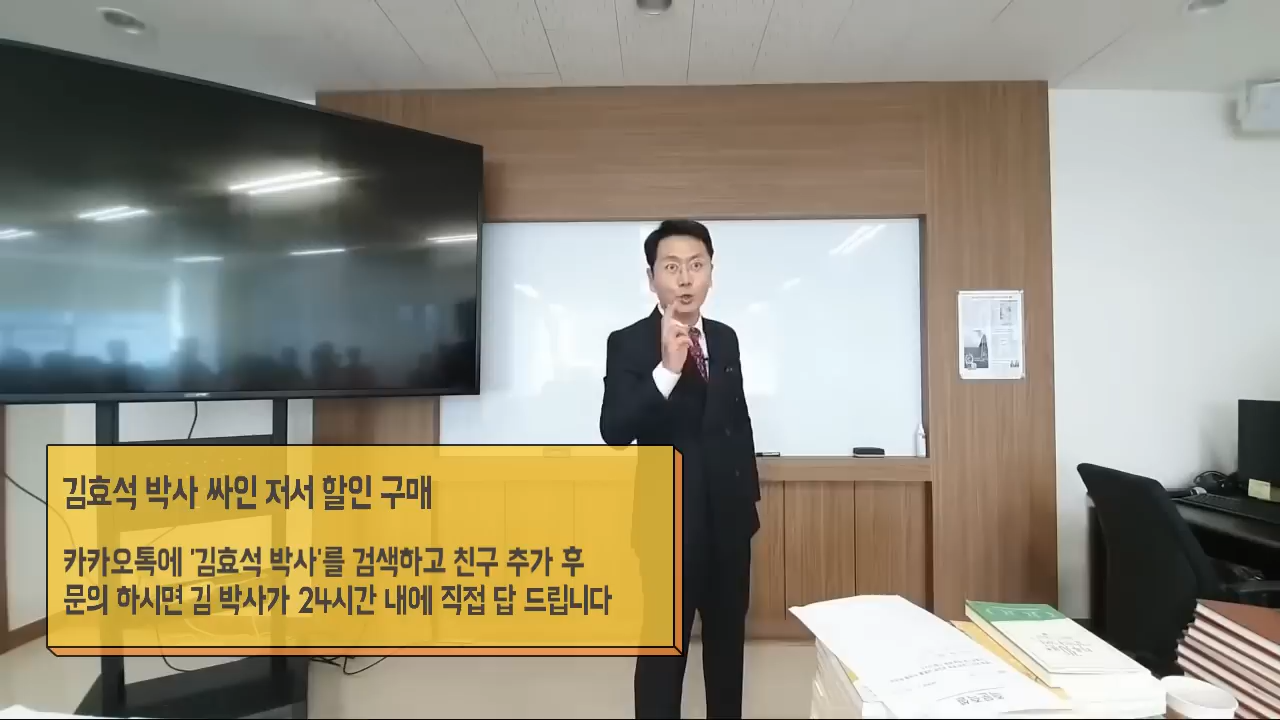 김효석 박사 싸인 저서 할인 구매
카카오톡에 '김효석 박사'를 검색하고 친구 추가 후
문의 하시면 김 박사가 24시간 내에 직접 답 드립니다